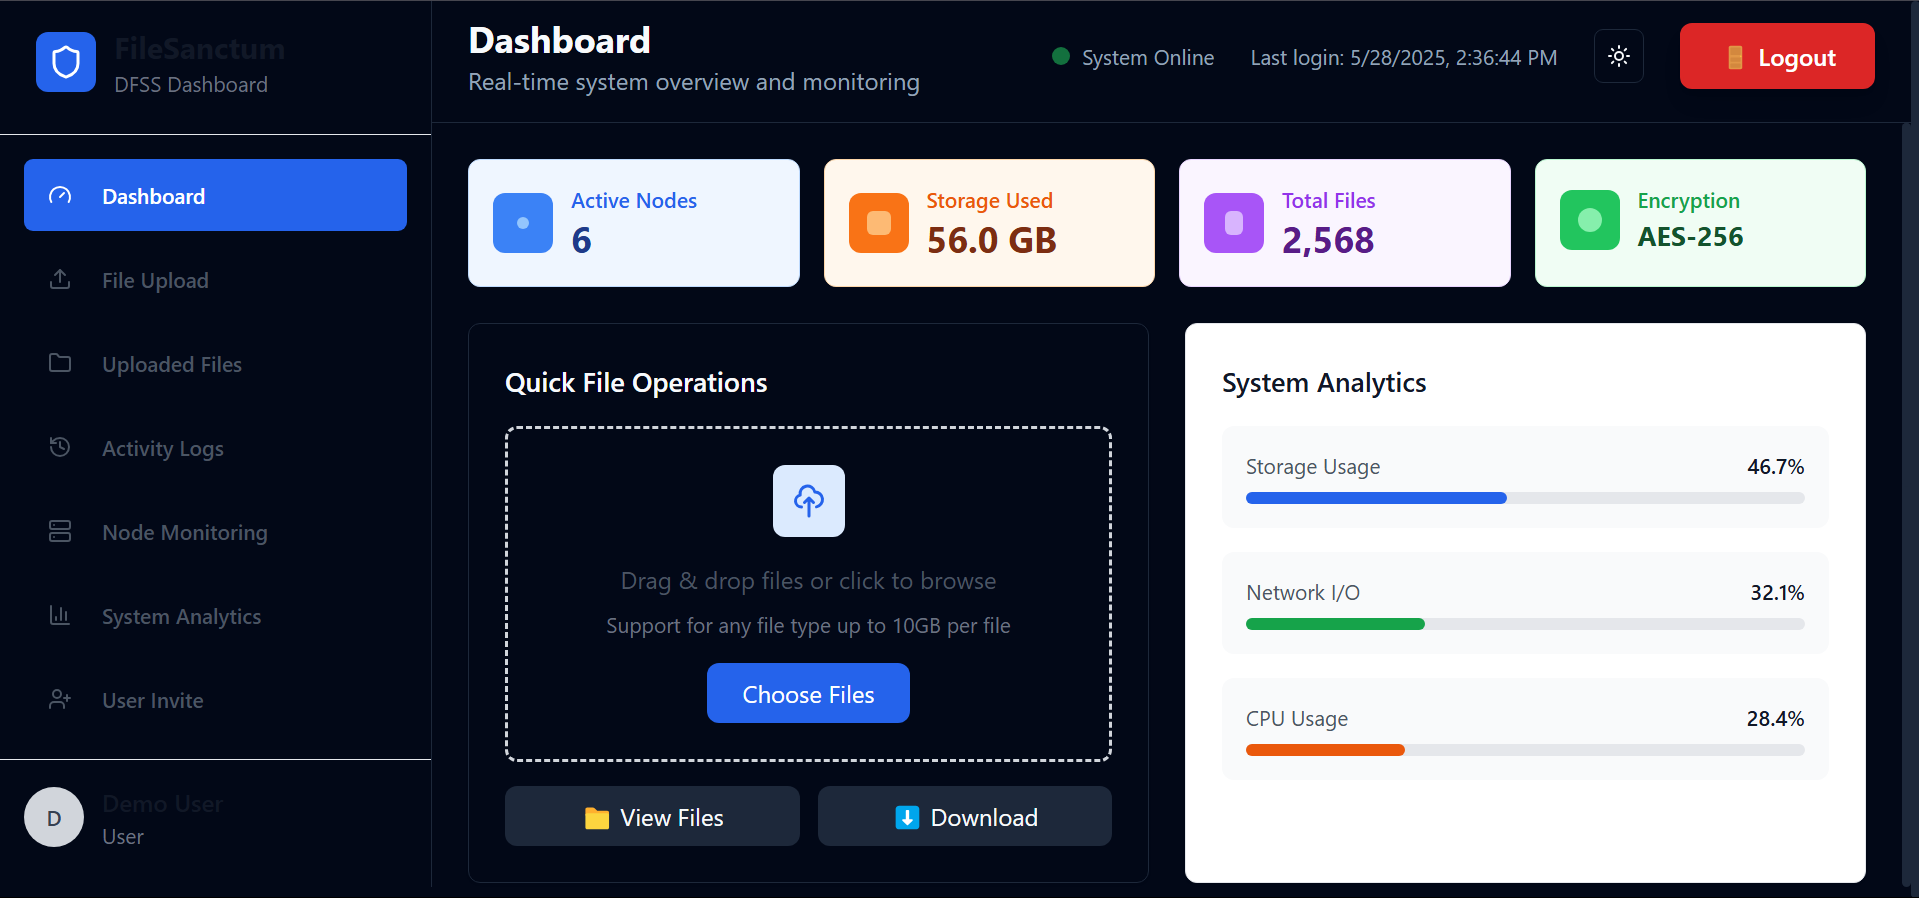 FileSanctum
DFSS Dashboard
Dashboard
File Upload
Uploaded Files
Activity Logs
Node Monitoring
System Analytics
User Invite
D
Demo User
User
Dashboard
Real-time system overview and monitoring
System Online
Last login: 5/28/2025, 2:36:44 PM
Logout
Active Nodes
6
Storage Used
56.0 GB
Total Files
2,568
Encryption
AES-256
Quick File Operations
Drag & drop files or click to browse
Support for any file type up to 10GB per file
Choose Files
View Files
Download
System Analytics
Storage Usage 46.7%
Network I/O 32.1%
CPU Usage 28.4%